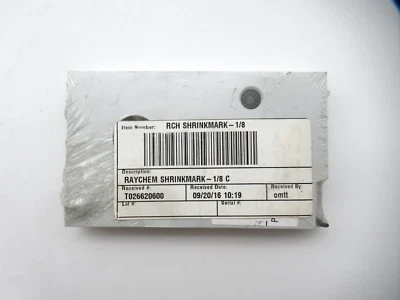 Item Number: RCH SHRINKMARK-1/8
Description:
RAYCHEM SHRINKMARK-1/8 C
Received #: Received Date: Received By:
T026620600 09/20/16 10:19 omtt
Lot #: Serial #: